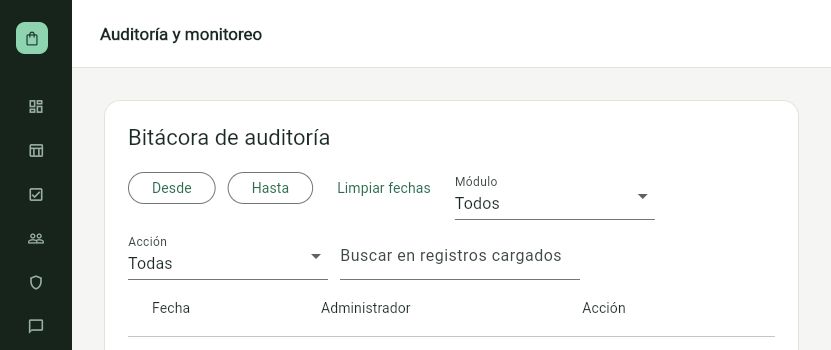 Auditoría y monitoreo
Bitácora de auditoría
Desde Hasta Limpiar fechas Módulo
Todos
Acción
Todas Buscar en registros cargados
Fecha Administrador Acción